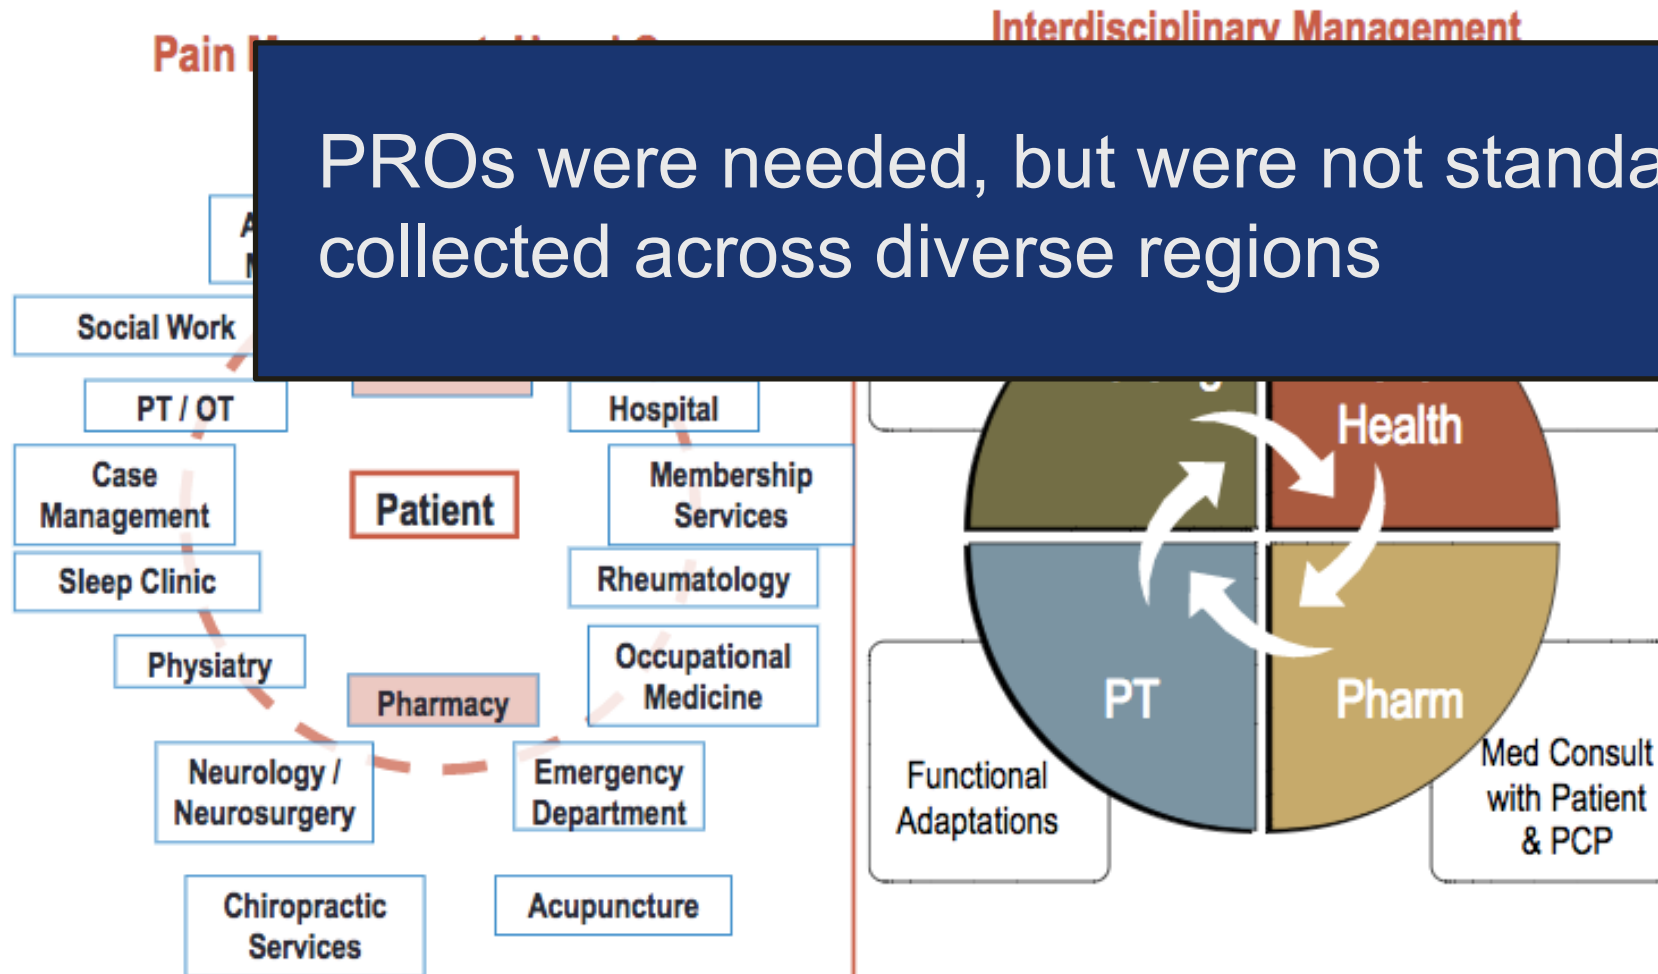 Pain
Interdisciplinary Management
PROs were needed, but were not
collected across diverse regions
Social Work
PT / OT
Hospital
Case
Management
Patient
Membership
Services
Sleep Clinic
Rheumatology
Physiatry
Occupational
Medicine
Pharmacy
Neurology /
Neurosurgery
Emergency
Department
Chiropractic
Services
Acupuncture
Health
PT
Pharm
Functional
Adaptations
Med Consult
with Patient
& PCP